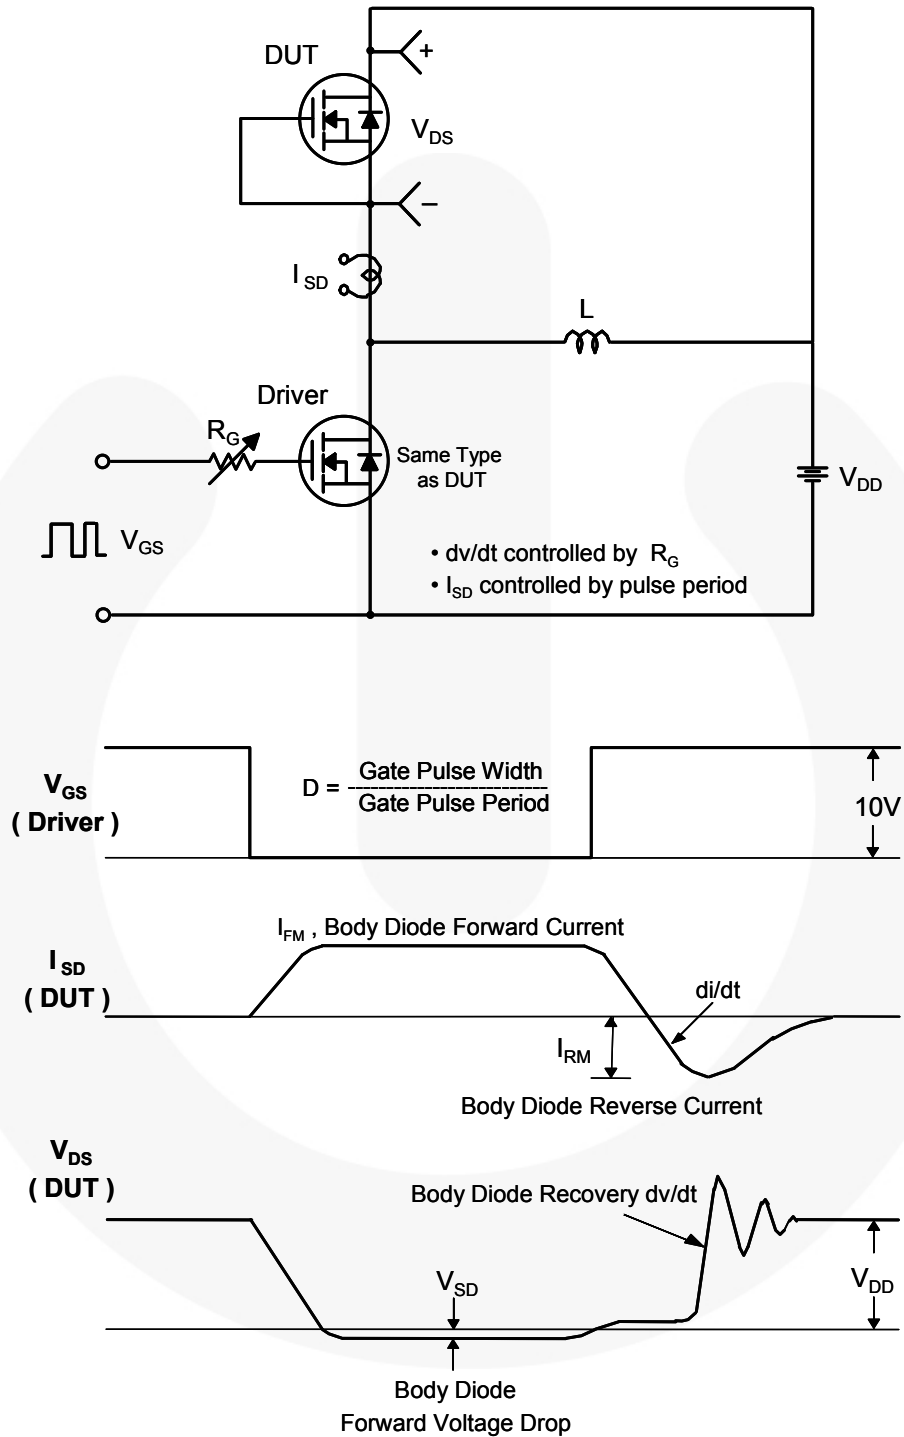 DUT
+
V_DS
−
I_SD
L
Driver
R_G
Same Type
as DUT
V_DD
V_GS
• dv/dt controlled by R_G
• I_SD controlled by pulse period
V_GS
( Driver )
D = Gate Pulse Width
Gate Pulse Period
10V
I_FM , Body Diode Forward Current
I_SD
( DUT )
di/dt
I_RM
Body Diode Reverse Current
V_DS
( DUT )
Body Diode Recovery dv/dt
V_SD
V_DD
Body Diode
Forward Voltage Drop